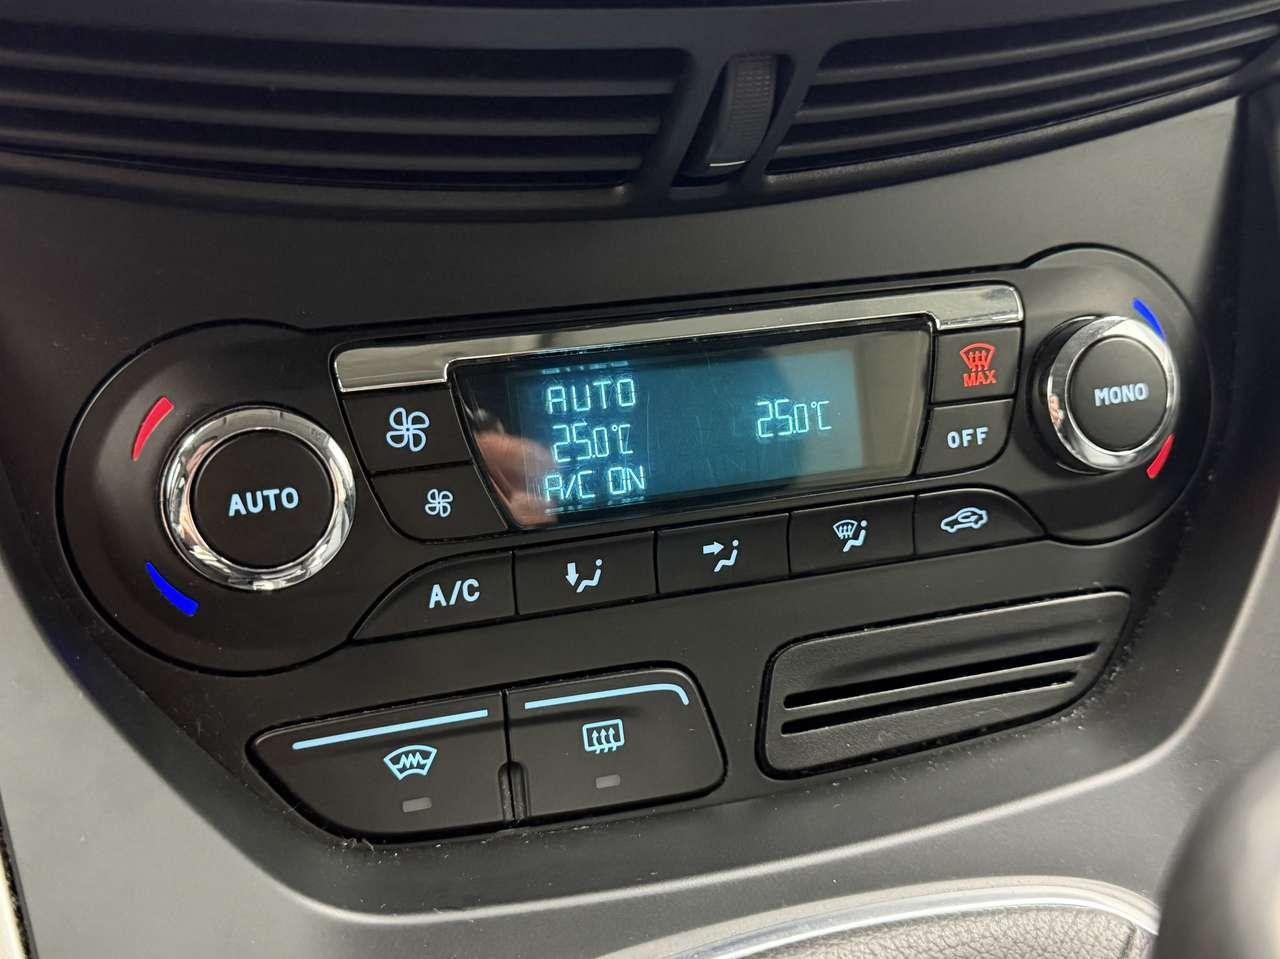 AUTO
25.0°C
A/C ON
25.0°C
MAX
OFF
MONO
AUTO
A/C